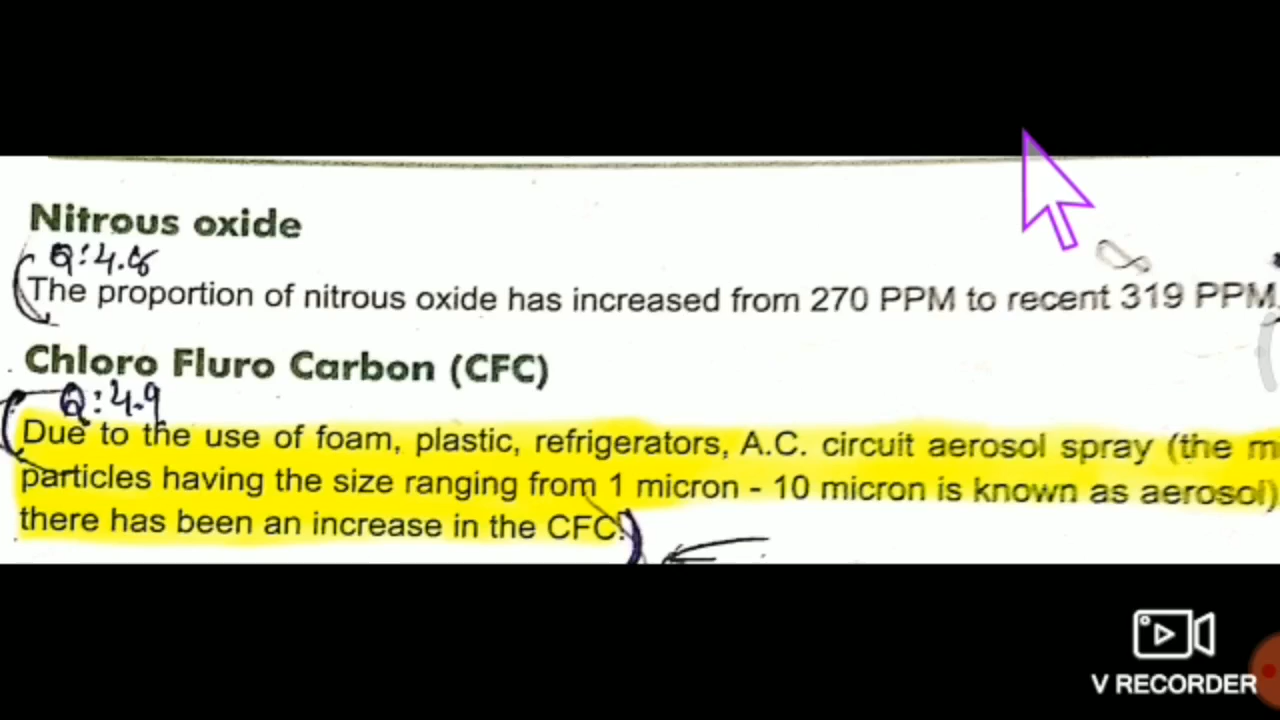 Nitrous oxide
Q:4.8
The proportion of nitrous oxide has increased from 270 PPM to recent 319 PPM.
Chloro Fluro Carbon (CFC)
Q:4.9
Due to the use of foam, plastic, refrigerators, A.C. circuit aerosol spray (the
particles having the size ranging from 1 micron - 10 micron is known as aerosol)
there has been an increase in the CFC.
V RECORDER